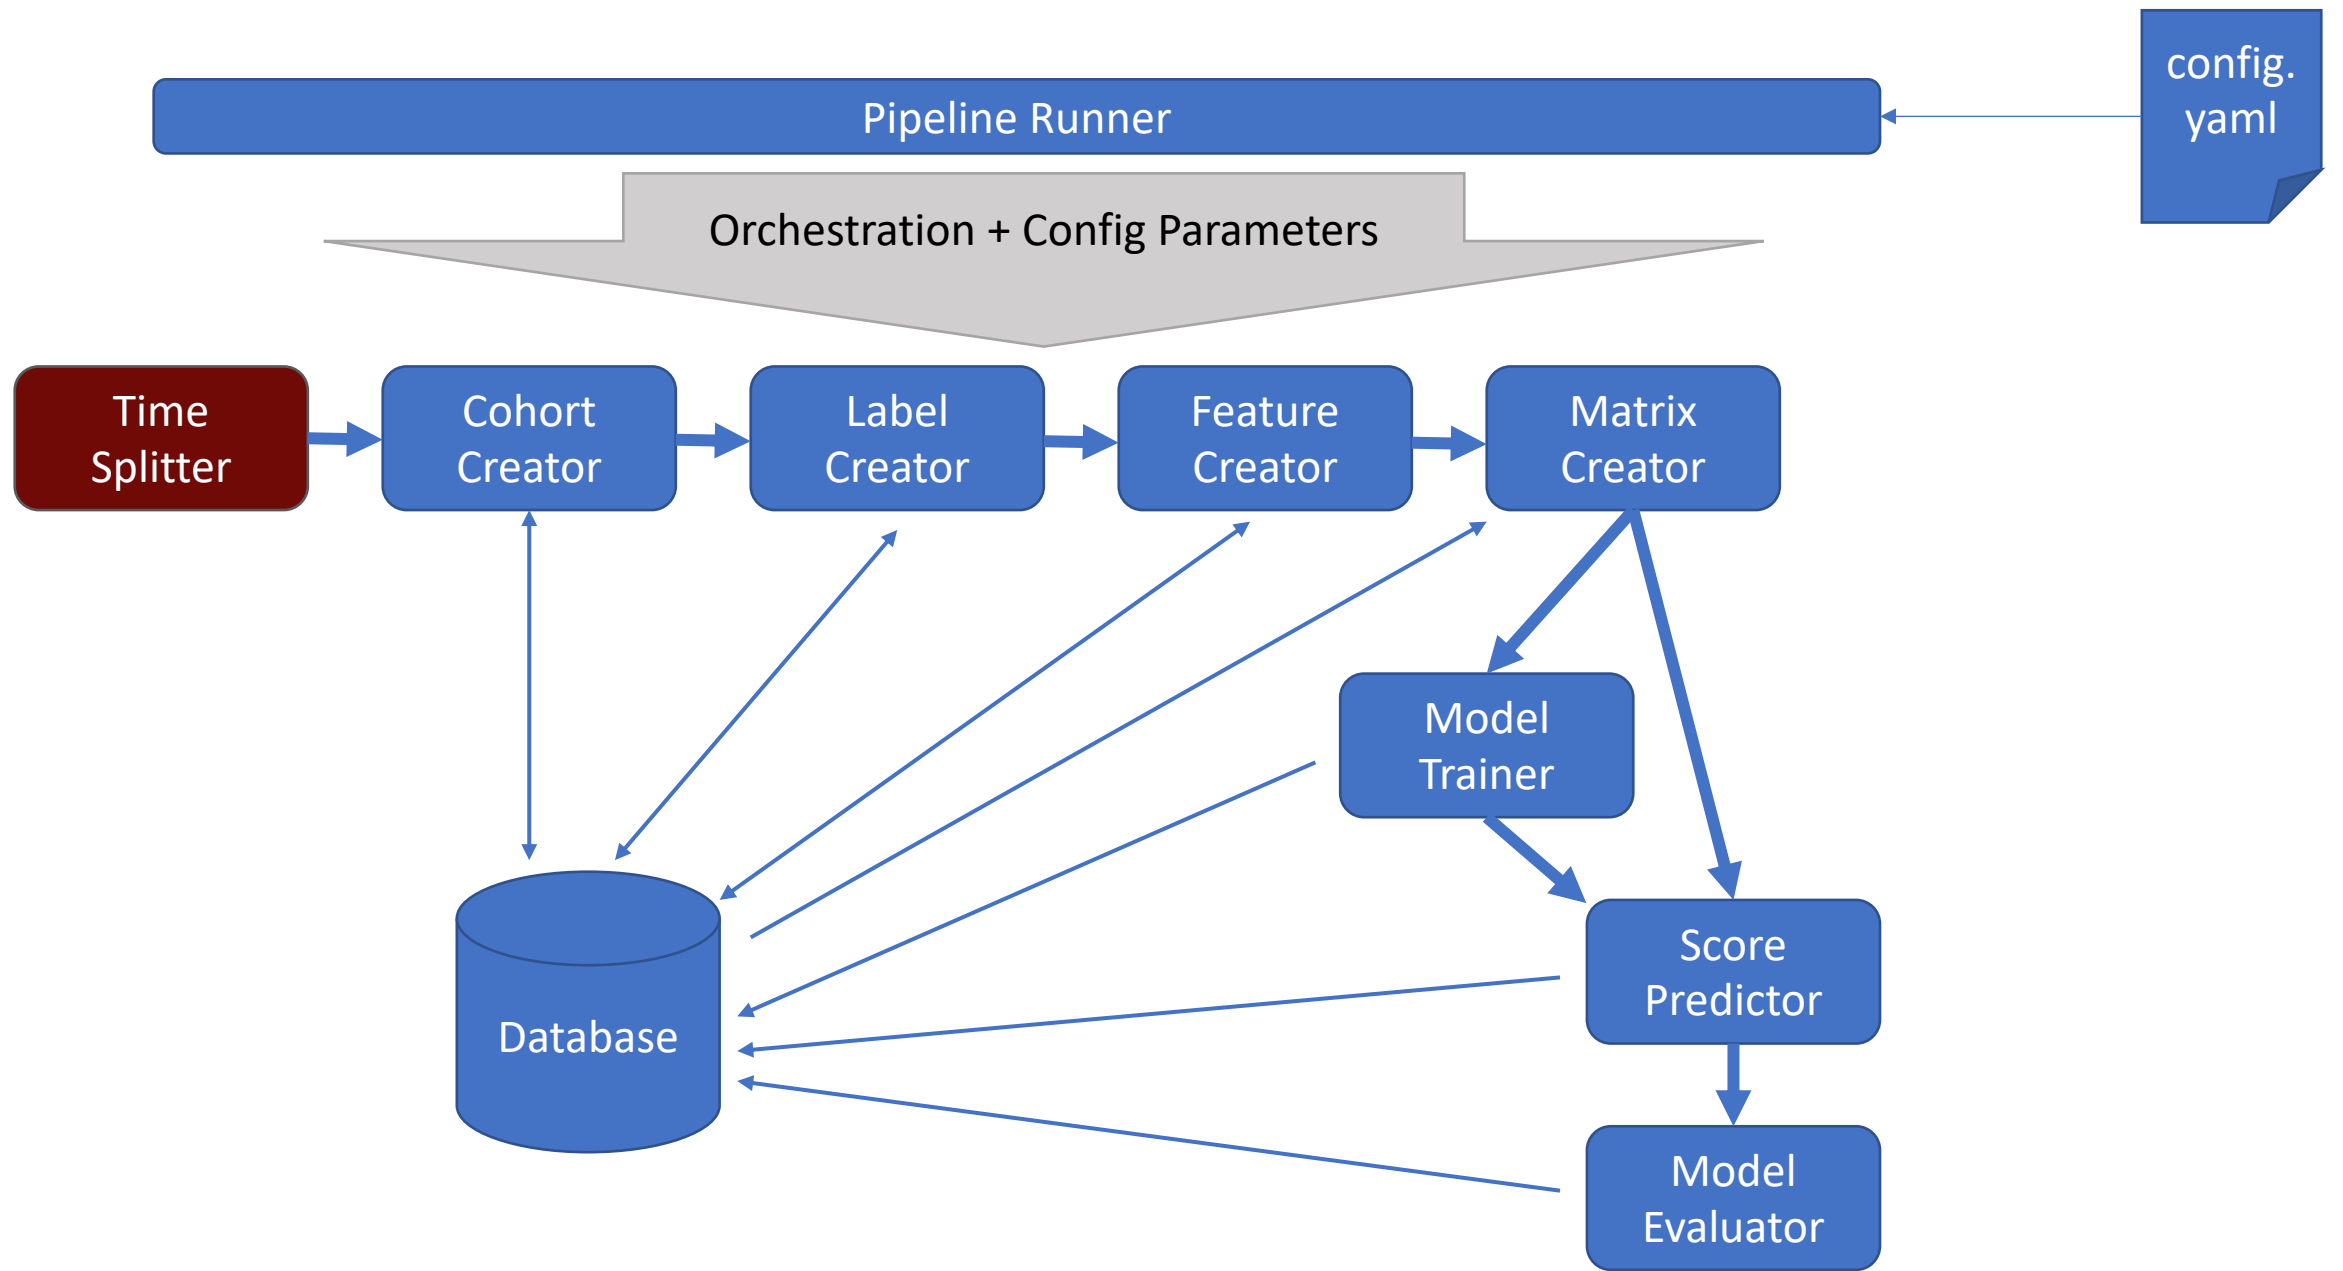 config.
yaml
Pipeline Runner
Orchestration + Config Parameters
Time
Splitter
Cohort
Creator
Label
Creator
Feature
Creator
Matrix
Creator
Model
Trainer
Score
Predictor
Database
Model
Evaluator